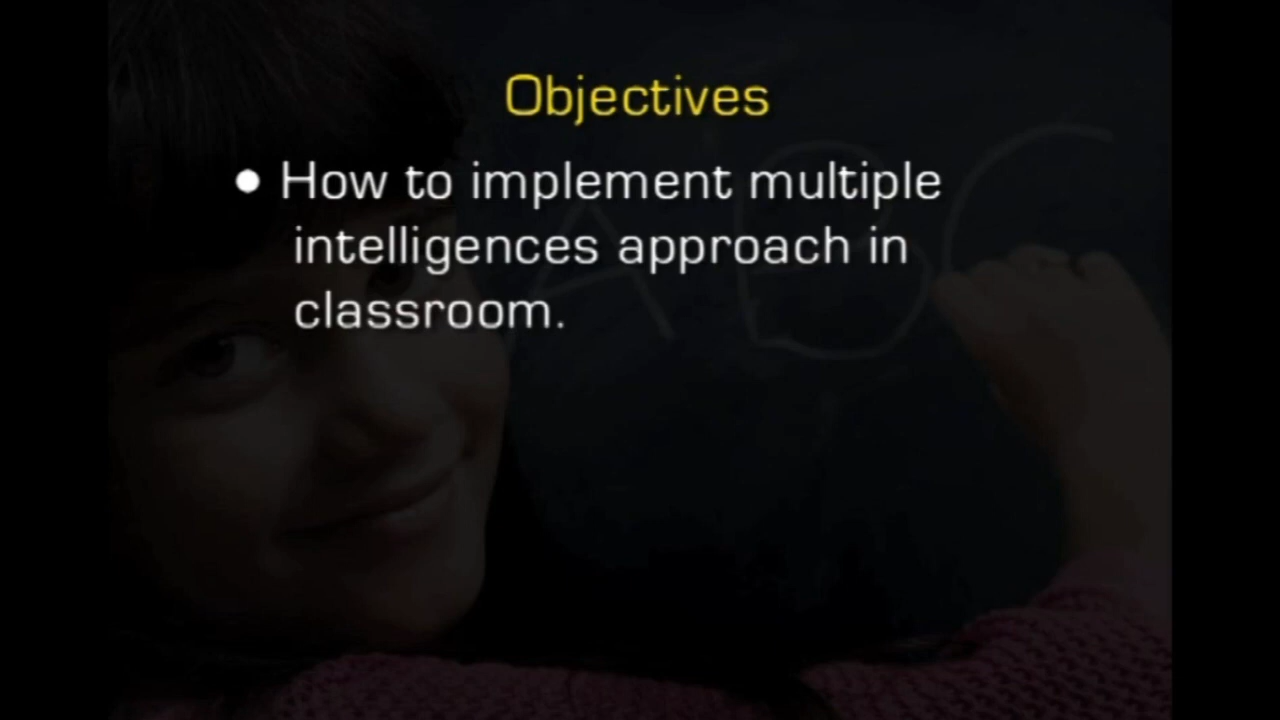 Objectives
• How to implement multiple
intelligences approach in
classroom.
A B C